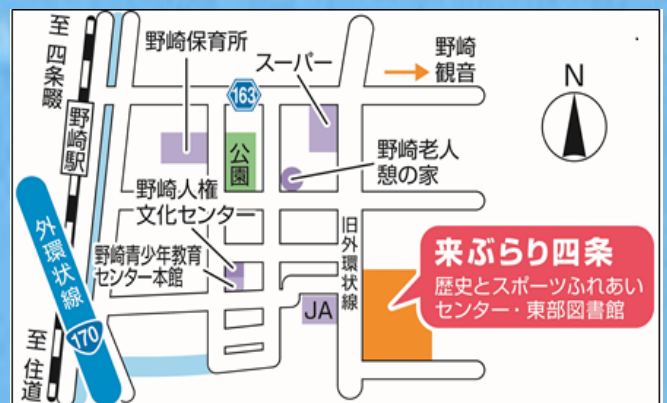 至
四条畷
野崎駅
外環状線
170
至
住道
野崎保育所
スーパー
163
野崎
観音
N
公園
野崎老人
憩の家
野崎人権
文化センター
野崎青少年教育
センター本館
旧外環状線
JA
来ぶらり四条
歴史とスポーツふれあい
センター・東部図書館